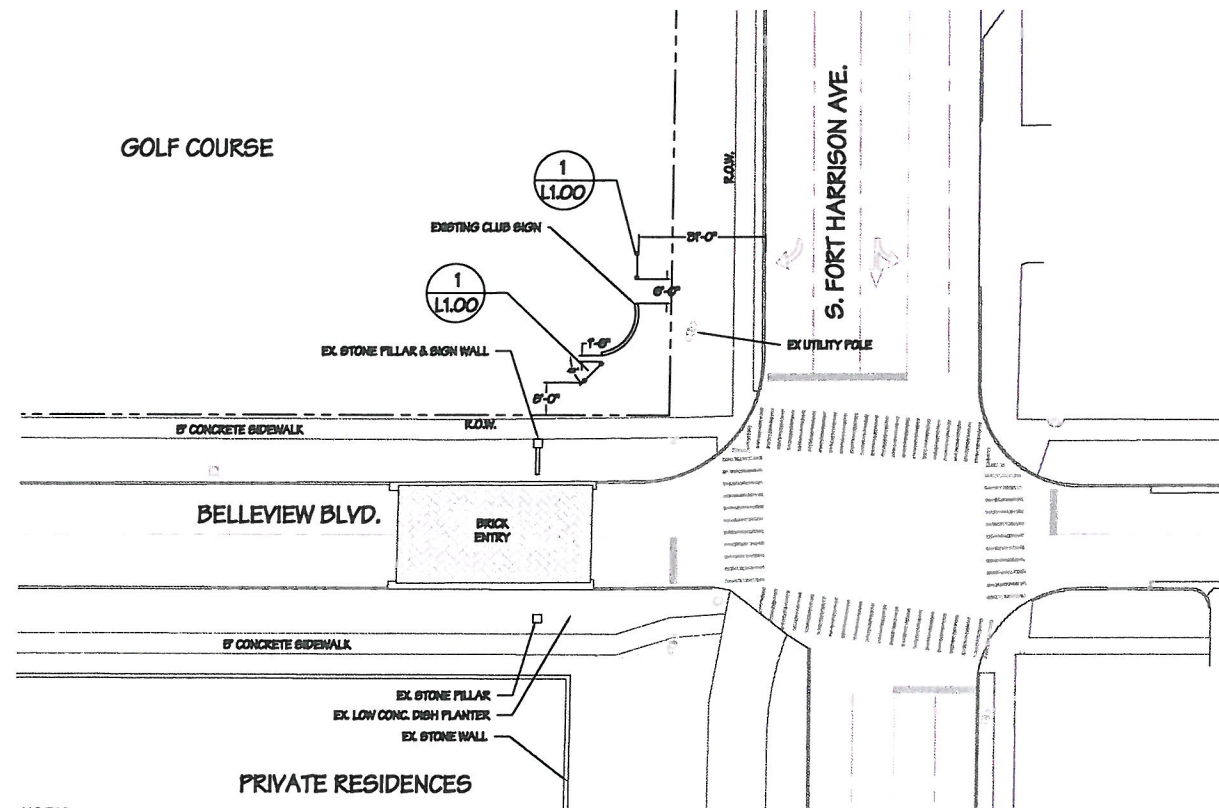 GOLF COURSE
1
L1.00
R.O.W.
S. FORT HARRISON AVE.
EXISTING CLUB SIGN
31'-0"
1
L1.00
6'-0"
EX. STONE PILLAR & SIGN WALL
1'-6"
EX UTILITY POLE
5' CONCRETE SIDEWALK
R.O.W.
BELLEVIEW BLVD.
BRICK
ENTRY
5' CONCRETE SIDEWALK
EX. STONE PILLAR
EX. LOW CONC. DISH PLANTER
EX. STONE WALL
PRIVATE RESIDENCES